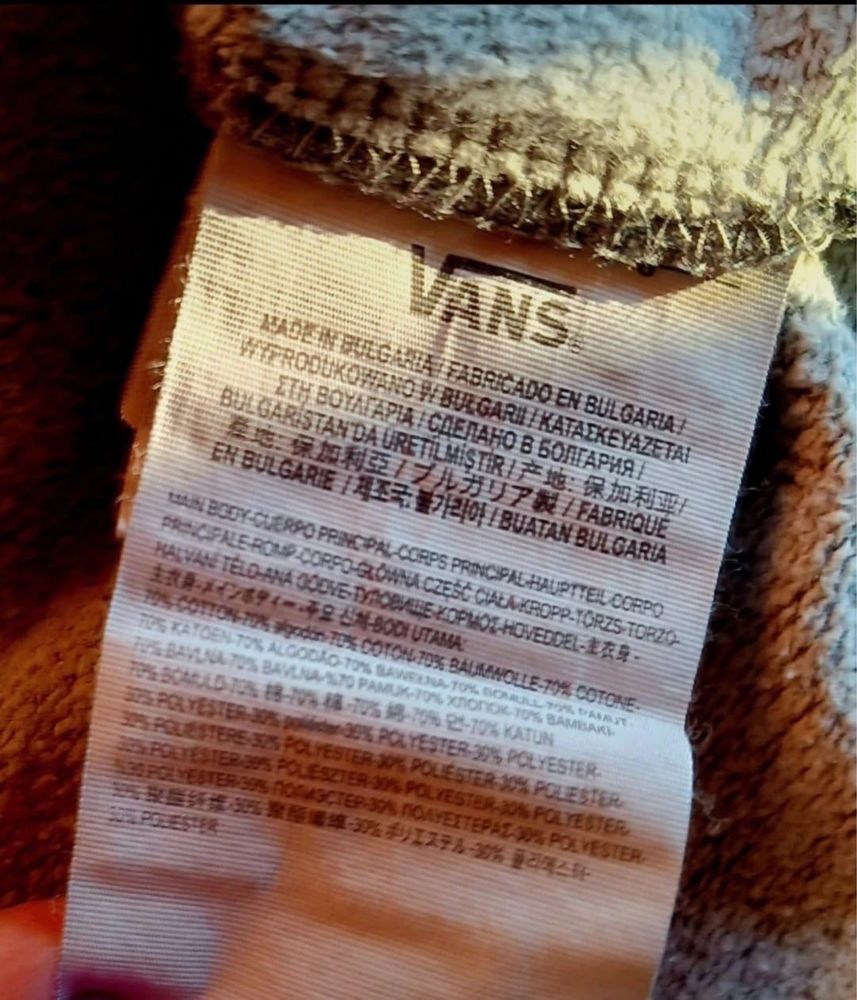 VANS
MADE IN BULGARIA / FABRICADO EN BULGARIA /
WYPRODUKOWANO W BUŁGARII / ΚΑΤΑΣΚΕΥΑΖΕΤΑΙ
ΣΤΗ ΒΟΥΛΓΑΡΙΑ / СДЕЛАНО В БОЛГАРИЯ /
BULGARISTAN'DA ÜRETILMIŞTIR / 产地: 保加利亚/
產地: 保加利亞 / ブルガリア製 / FABRIQUÉ
EN BULGARIE / 제조국: 불가리아 / BUATAN BULGARIA
MAIN BODY-CUERPO PRINCIPAL-CORPS PRINCIPAL-HAUPTTEIL-CORPO
PRINCIPALE-ROMP-CORPO-GŁÓWNA CZĘŚĆ CIAŁA-KROPP-TÖRZS-TORZO-
HALVANI TĚLO-ANA GÖDVE-ТУЛОВИЩЕ-ΚΟΡΜΟΣ-HOVEDDEL-主衣身-
主衣身-メインボディー-주요 신체-BODI UTAMA:
70% COTTON-70% algodon-70% COTON-70% BAUMWOLLE-70% COTONE-
70% KATOEN-70% ALGODÃO-70% BAWEŁNA-70% BOMULL-70% PAMUT-
70% BAVLNA-70% BAVLNA-%70 PAMUK-70% ХЛОПОК-70% ΒΑΜΒΑΚΙ-
70% BOMULD-70% 棉-70% 棉-70% 綿-70% 면-70% KATUN
30% POLYESTER-30% 30% POLYESTER-30% POLYESTER-
30% POLYESTER-30% POLYESTER-30% POLIÉSTER-30% POLIESTER-
30% POLYESTER-30% POLIÉSZTER-30% POLYESTER-30% POLYESTER-
%30 POLYESTER-30% ПОЛИЭСТЕР-30% ΠΟΛΥΕΣΤΕΡΑΣ-30% POLYESTER-
30% 聚酯纤维-30% 聚酯纖維-30% ポリエステル-30% 폴리에스터-
30% POLIESTER